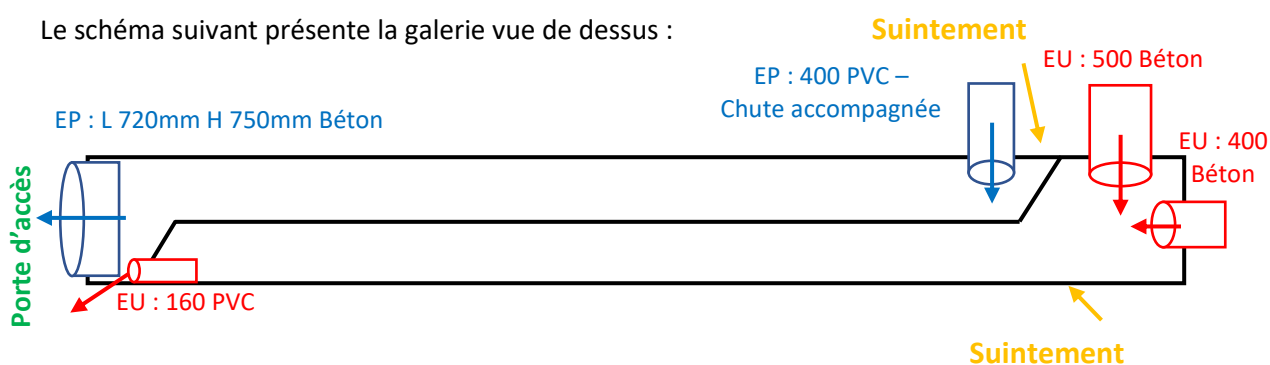 Le schéma suivant présente la galerie vue de dessus :
Suintement
EU : 500 Béton
EP : 400 PVC –
Chute accompagnée
EP : L 720mm H 750mm Béton
EU : 400
Béton
Porte d’accès
EU : 160 PVC
Suintement